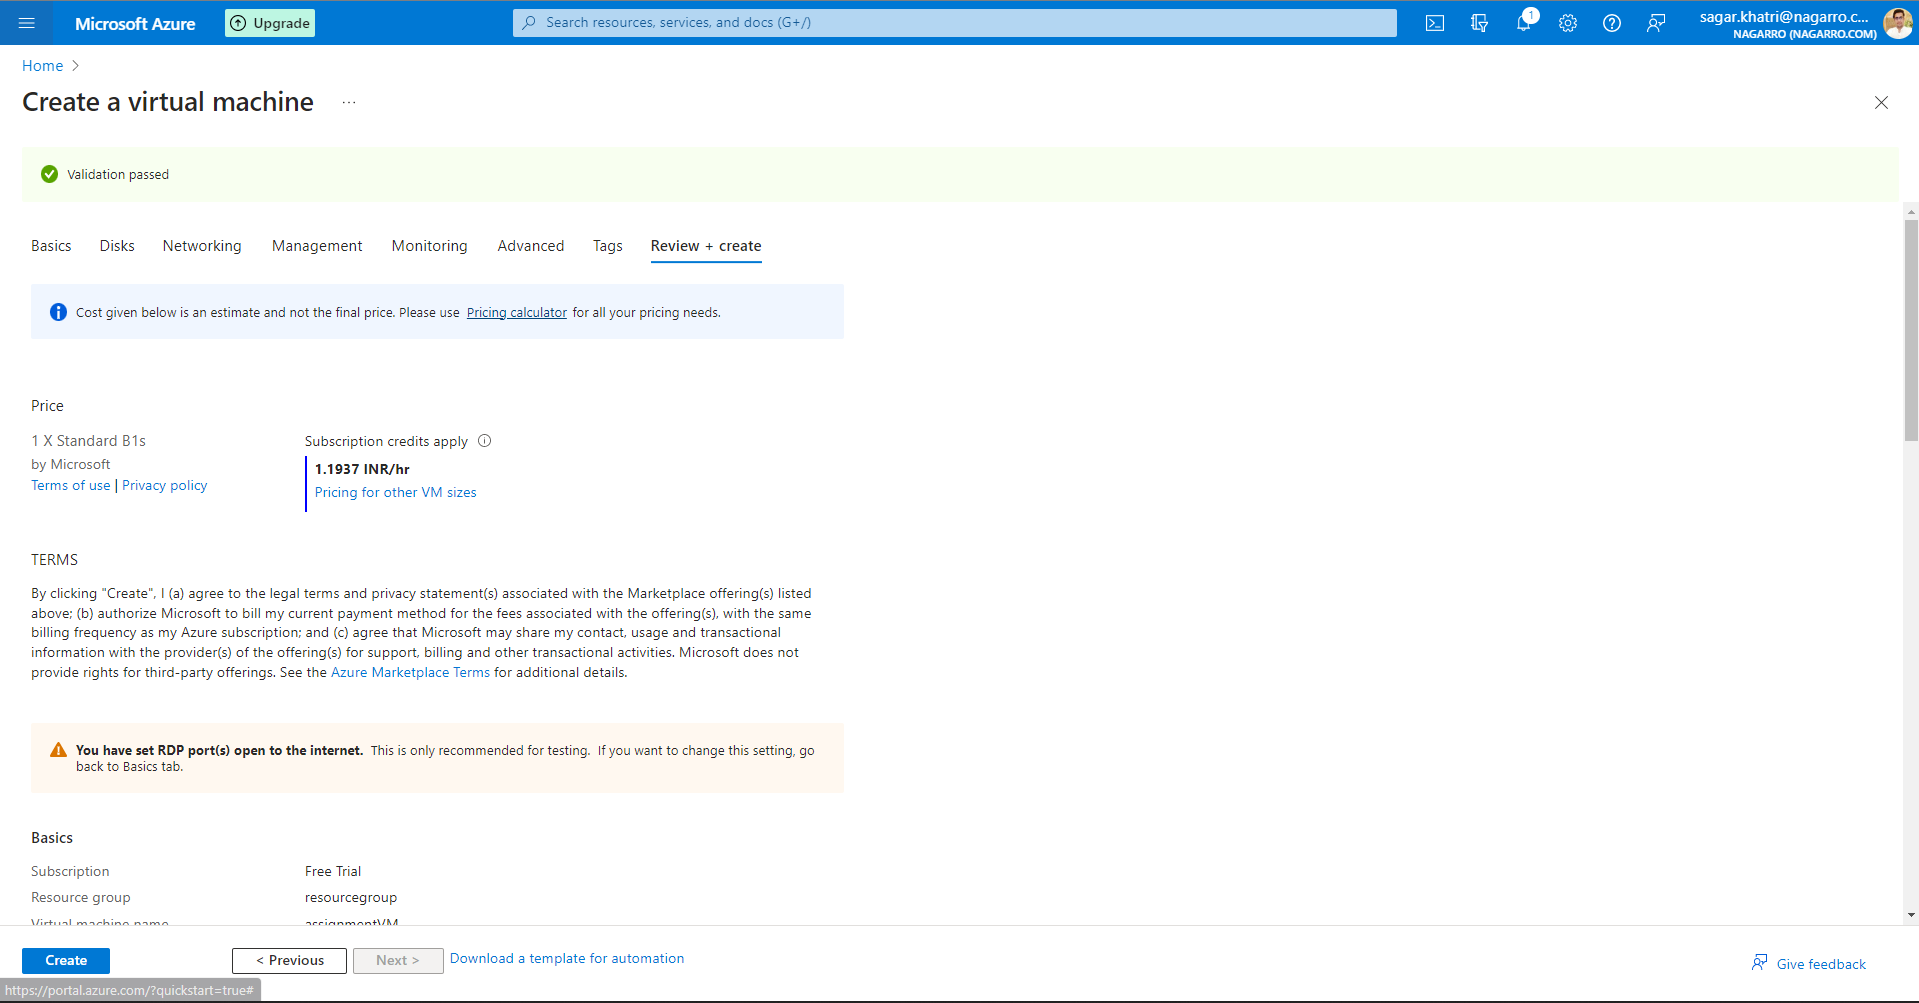 Microsoft Azure
Upgrade
Search resources, services, and docs (G+/)
1
sagar.khatri@nagarro.c...
NAGARRO (NAGARRO.COM)
Home >
Create a virtual machine ...
Validation passed
Basics Disks Networking Management Monitoring Advanced Tags Review + create
Cost given below is an estimate and not the final price. Please use Pricing calculator for all your pricing needs.
Price
1 X Standard B1s
by Microsoft
Terms of use | Privacy policy
Subscription credits apply
1.1937 INR/hr
Pricing for other VM sizes
TERMS
By clicking "Create", I (a) agree to the legal terms and privacy statement(s) associated with the Marketplace offering(s) listed
above; (b) authorize Microsoft to bill my current payment method for the fees associated with the offering(s), with the same
billing frequency as my Azure subscription; and (c) agree that Microsoft may share my contact, usage and transactional
information with the provider(s) of the offering(s) for support, billing and other transactional activities. Microsoft does not
provide rights for third-party offerings. See the Azure Marketplace Terms for additional details.
You have set RDP port(s) open to the internet. This is only recommended for testing. If you want to change this setting, go
back to Basics tab.
Basics
Subscription Free Trial
Resource group resourcegroup
Virtual machine name assignmentVM
Create
< Previous
Next >
Download a template for automation
Give feedback
https://portal.azure.com/?quickstart=true#